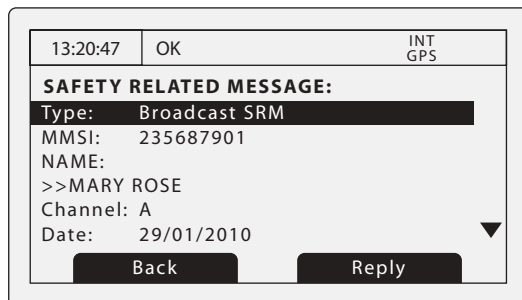 13:20:47 OK INT
GPS
SAFETY RELATED MESSAGE:
Type: Broadcast SRM
MMSI: 235687901
NAME:
>>MARY ROSE
Channel: A
Date: 29/01/2010
Back Reply